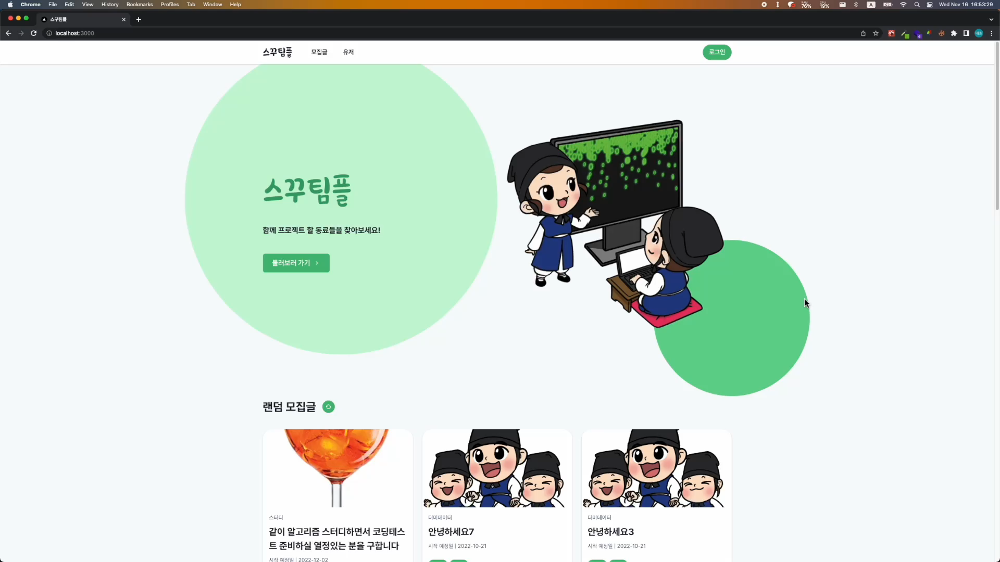 Chrome File Edit View History Bookmarks Profiles Tab Window Help
RAM 76% CPU 19% A Wed Nov 16 16:53:29
스꾸팀플
localhost:3000
6 대호
스꾸팀플 모집글 유저 로그인
스꾸팀플
함께 프로젝트 할 동료들을 찾아보세요!
둘러보러 가기
랜덤 모집글
스터디
같이 알고리즘 스터디하면서 코딩테스
트 준비하실 열정있는 분을 구합니다
시작 예정일 | 2022-12-02
더미데이터
안녕하세요7
시작 예정일 | 2022-10-21
더미데이터
안녕하세요3
시작 예정일 | 2022-10-21